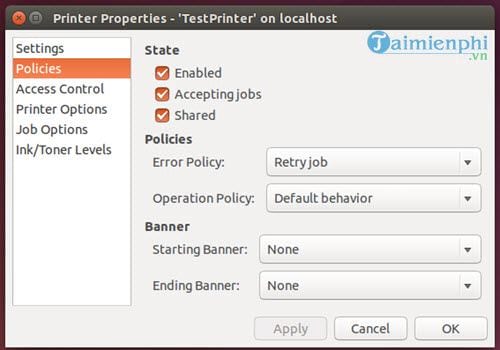 Printer Properties - 'TestPrinter' on localhost
Taimienphi
.vn
Settings
Policies
Access Control
Printer Options
Job Options
Ink/Toner Levels
State
Enabled
Accepting jobs
Shared
Policies
Error Policy: Retry job
Operation Policy: Default behavior
Banner
Starting Banner: None
Ending Banner: None
Apply Cancel OK